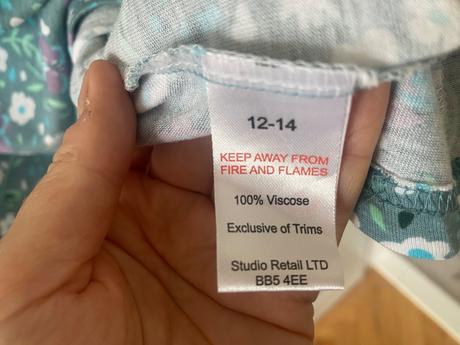 12-14
KEEP AWAY FROM
FIRE AND FLAMES
100% Viscose
Exclusive of Trims
Studio Retail LTD
BB5 4EE